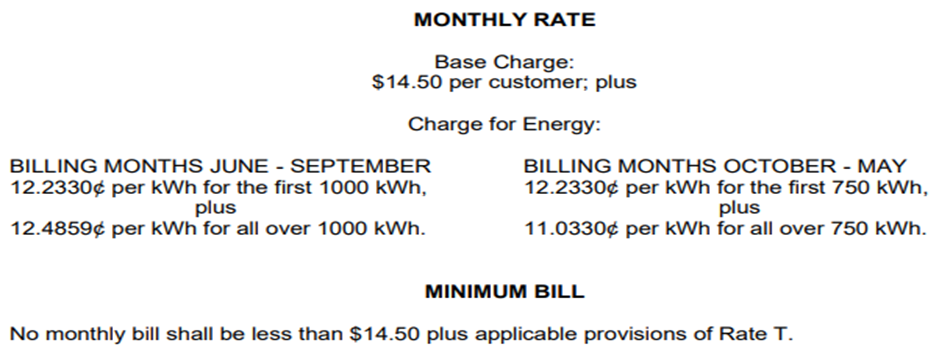 MONTHLY RATE
Base Charge:
$14.50 per customer; plus
Charge for Energy:
BILLING MONTHS JUNE - SEPTEMBER
12.2330¢ per kWh for the first 1000 kWh,
plus
12.4859¢ per kWh for all over 1000 kWh.
BILLING MONTHS OCTOBER - MAY
12.2330¢ per kWh for the first 750 kWh,
plus
11.0330¢ per kWh for all over 750 kWh.
MINIMUM BILL
No monthly bill shall be less than $14.50 plus applicable provisions of Rate T.